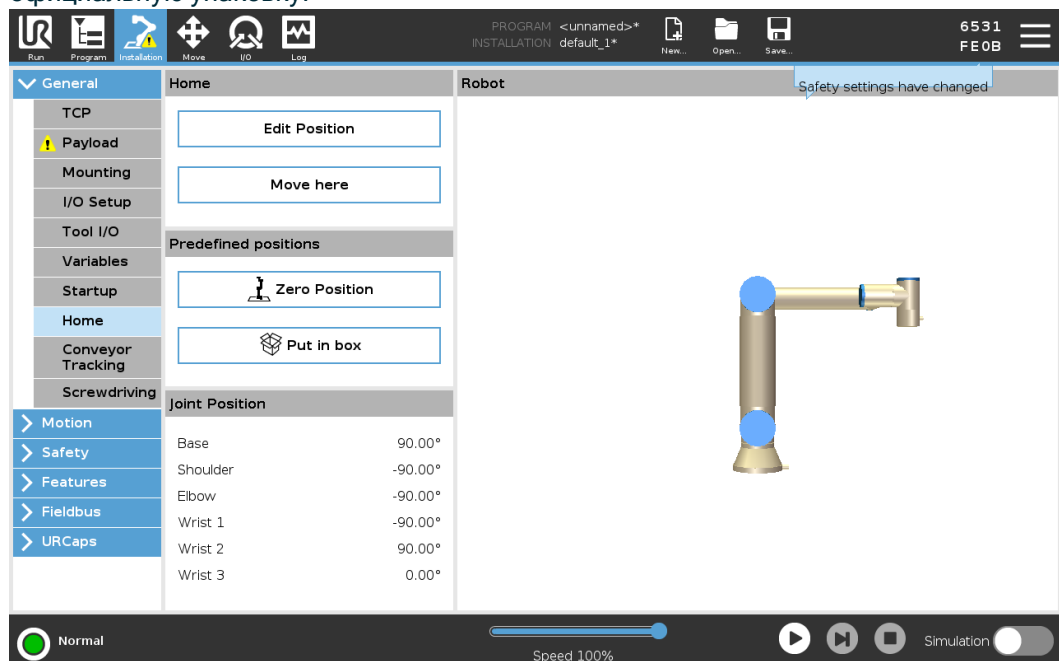 официальную упаковку.
PROGRAM <unnamed>*
INSTALLATION default_1*
UR
Run Program Installation Move I/O Log
New... Open... Save...
6531
FE0B
General
TCP
Payload
Mounting
I/O Setup
Tool I/O
Variables
Startup
Home
Conveyor
Tracking
Screwdriving
Motion
Safety
Features
Fieldbus
URCaps
Home
Edit Position
Move here
Predefined positions
Zero Position
Put in box
Joint Position
Base 90.00°
Shoulder -90.00°
Elbow -90.00°
Wrist 1 -90.00°
Wrist 2 90.00°
Wrist 3 0.00°
Robot
Safety settings have changed
Normal
Speed 100%
Simulation